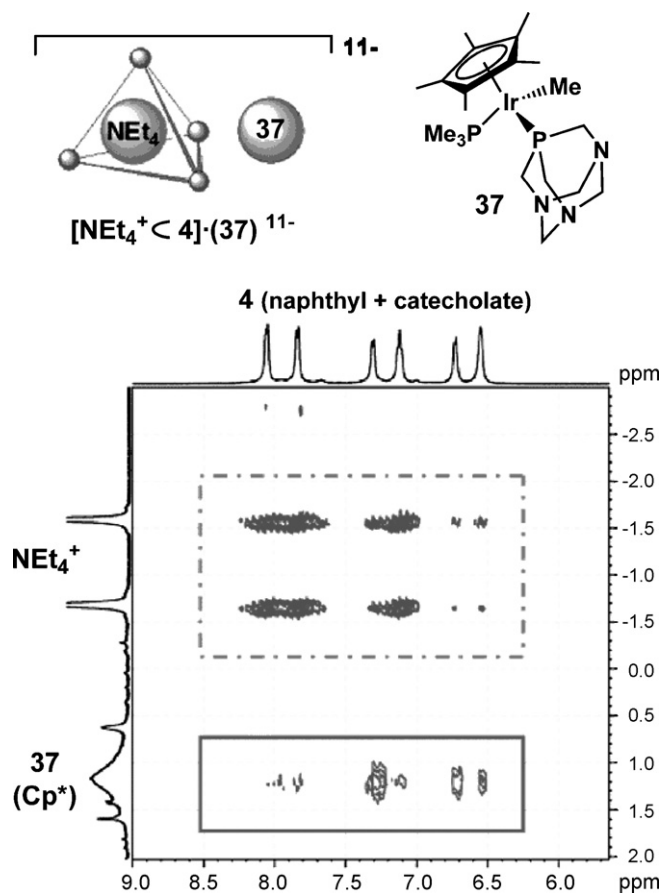 11-
NEt₄
37
[NEt₄⁺ ⊂ 4]·(37) ¹¹⁻
Ir
Me
Me₃P
P
N
N
N
37
4 (naphthyl + catecholate)
ppm
-2.5
-2.0
-1.5
-1.0
-1.5
0.0
0.5
1.0
1.5
2.0
NEt₄⁺
37
(Cp*)
9.0 8.5 8.0 7.5 7.0 6.5 6.0 ppm